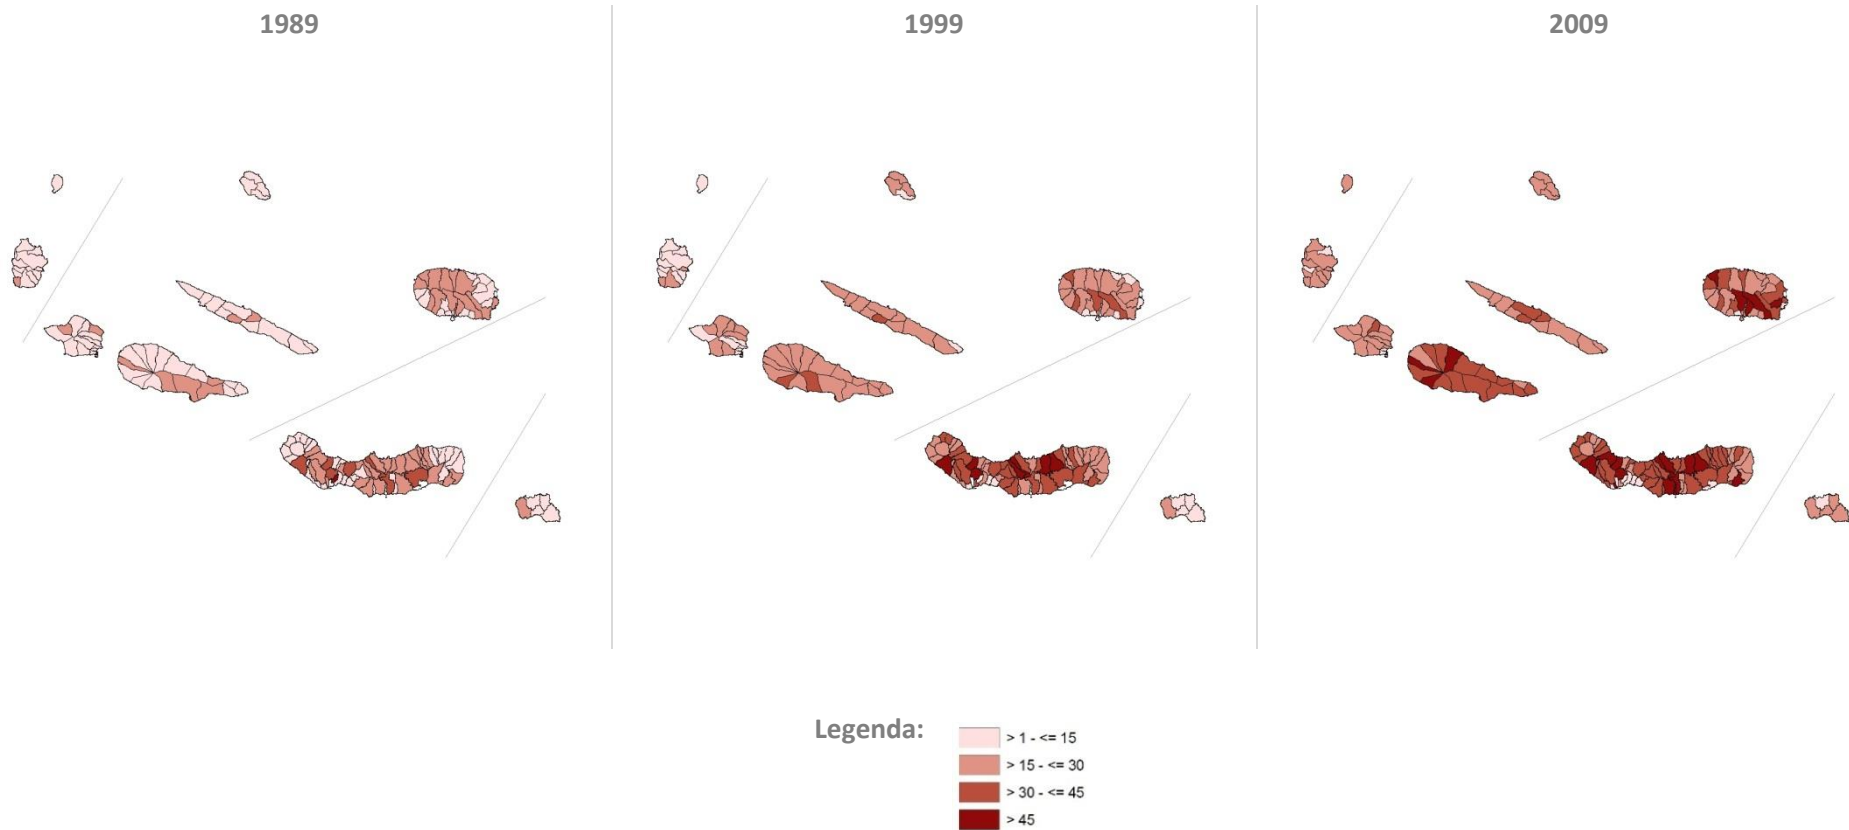 1989
1999
2009
Legenda:
> 1 - <= 15
> 15 - <= 30
> 30 - <= 45
> 45